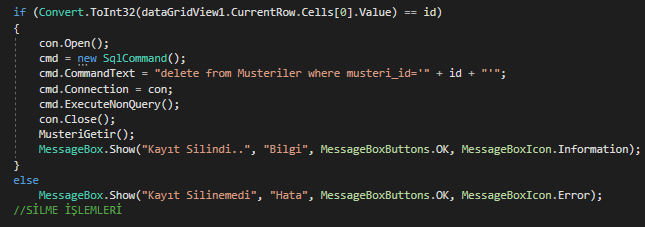 if (Convert.ToInt32(dataGridView1.CurrentRow.Cells[0].Value) == id)
{
con.Open();
cmd = new SqlCommand();
cmd.CommandText = "delete from Musteriler where musteri_id='" + id + "'";
cmd.Connection = con;
cmd.ExecuteNonQuery();
con.Close();
MusteriGetir();
MessageBox.Show("Kayıt Silindi..", "Bilgi", MessageBoxButtons.OK, MessageBoxIcon.Information);
}
else
MessageBox.Show("Kayıt Silinemedi", "Hata", MessageBoxButtons.OK, MessageBoxIcon.Error);
//SİLME İŞLEMLERİ